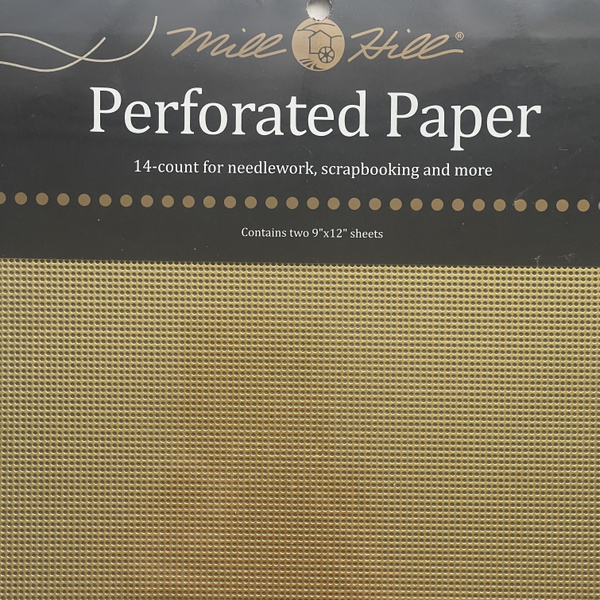 Mill Hill®
Perforated Paper
14-count for needlework, scrapbooking and more
Contains two 9"x12" sheets